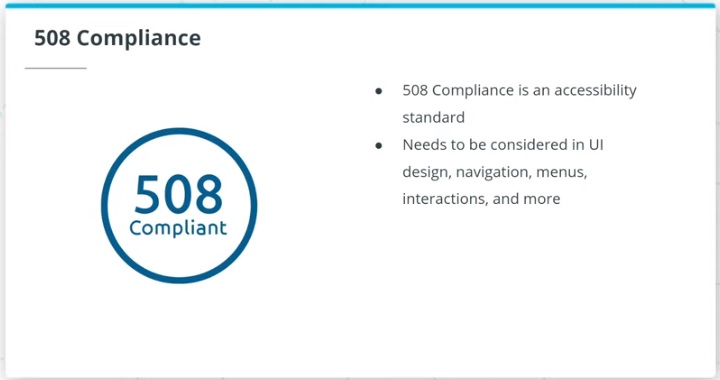 508 Compliance
508
Compliant
● 508 Compliance is an accessibility
standard
● Needs to be considered in UI
design, navigation, menus,
interactions, and more